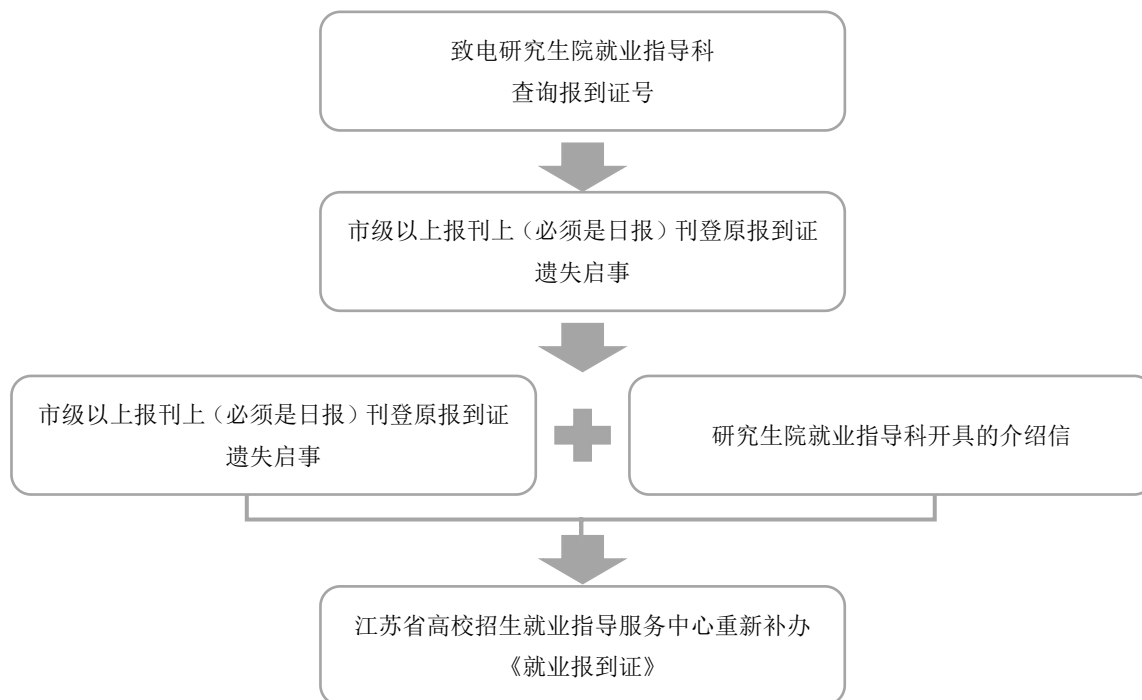 致电研究生院就业指导科
查询报到证号
市级以上报刊上（必须是日报）刊登原报到证
遗失启事
市级以上报刊上（必须是日报）刊登原报到证
遗失启事
研究生院就业指导科开具的介绍信
江苏省高校招生就业指导服务中心重新补办
《就业报到证》